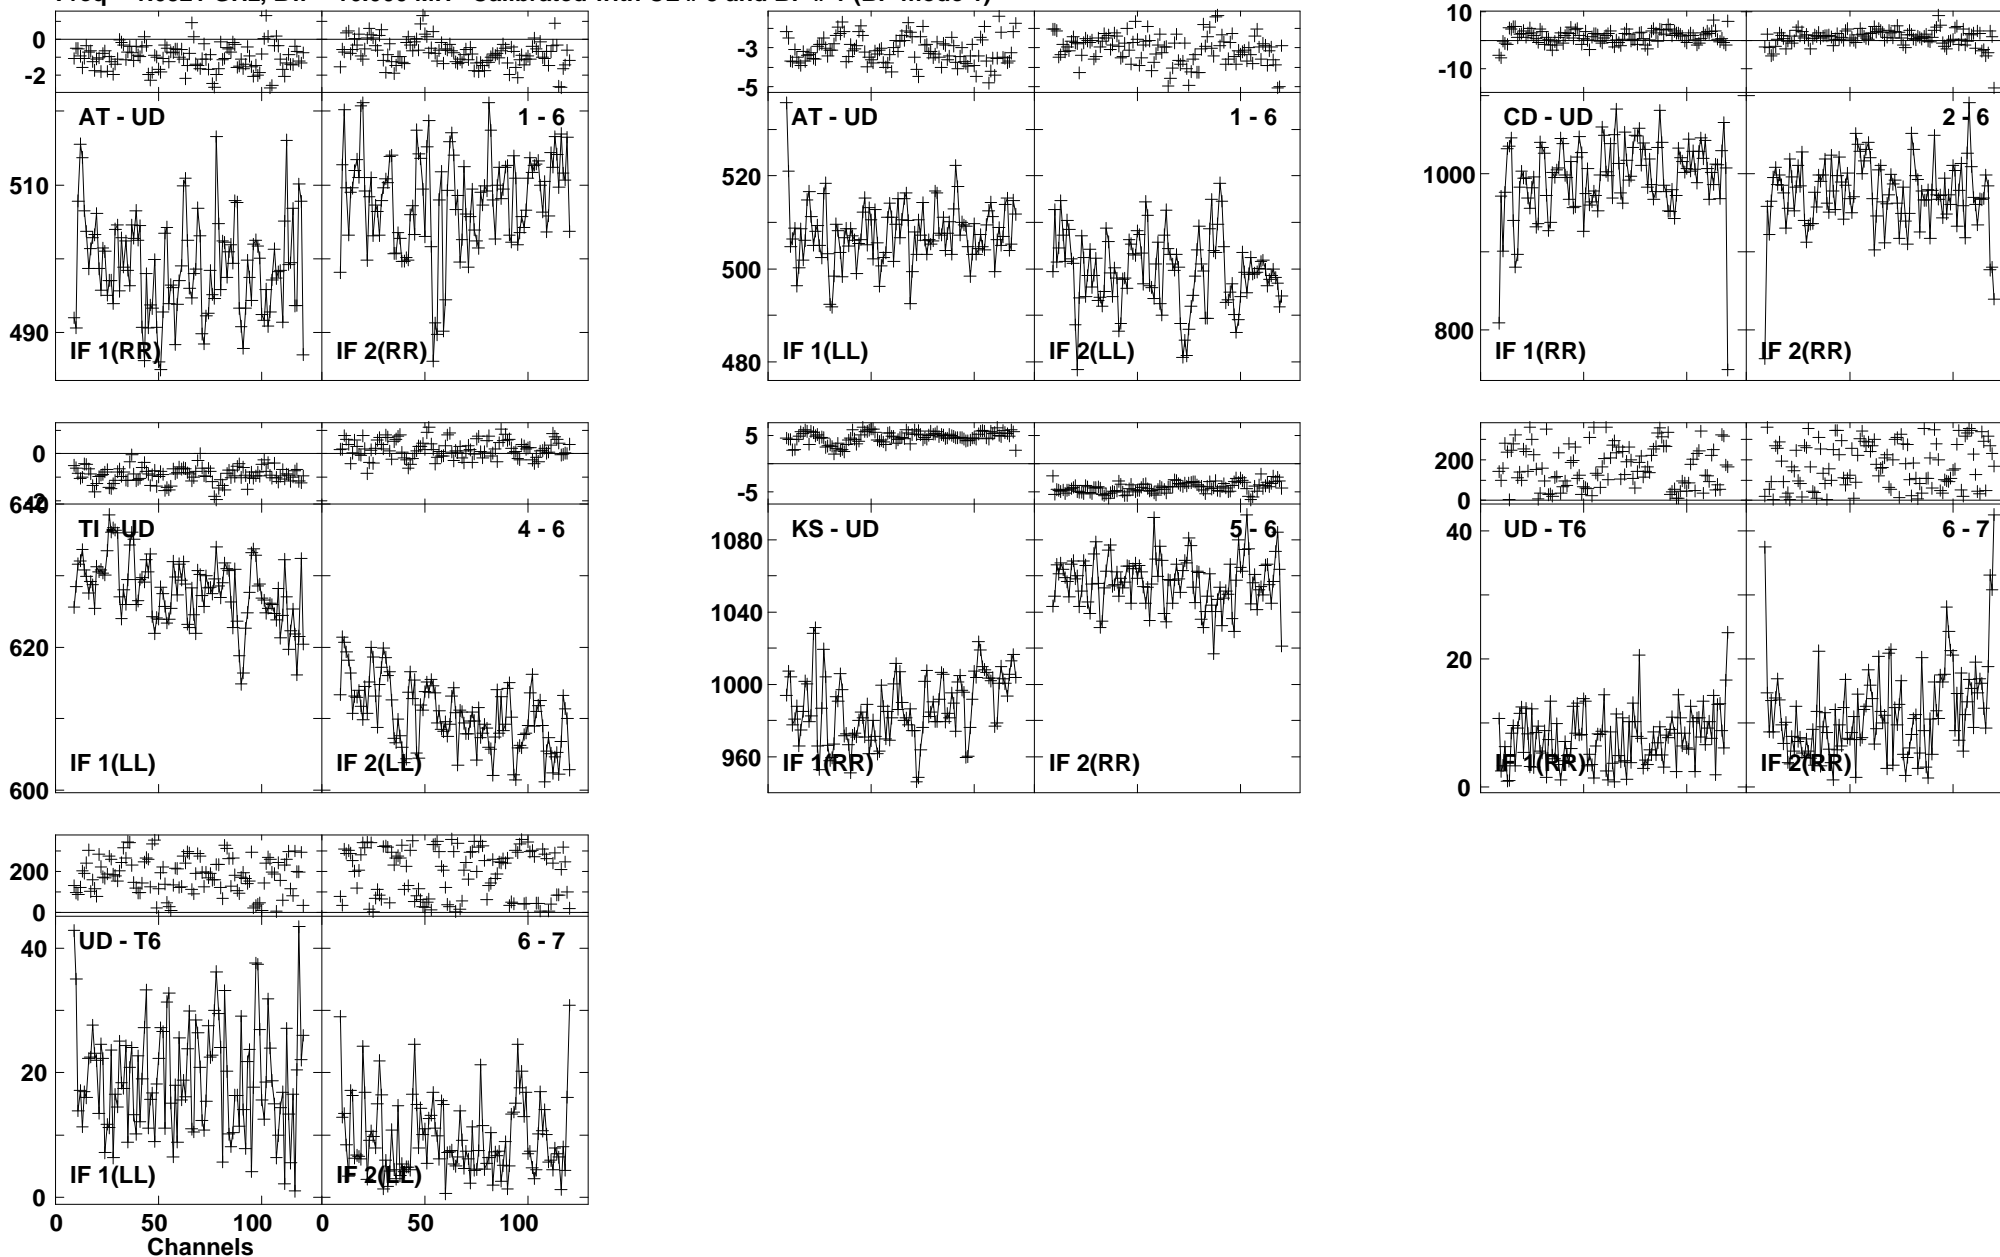 0
-2
AT - UD
1 - 6
510
490
IF 1(RR)
IF 2(RR)
-3
-5
AT - UD
1 - 6
520
500
480
IF 1(LL)
IF 2(LL)
10
-10
CD - UD
2 - 6
1000
800
IF 1(RR)
IF 2(RR)
0
-2
640
TI - UD
4 - 6
620
600
IF 1(LL)
IF 2(LL)
5
-5
KS - UD
5 - 6
1080
1040
1000
960
IF 1(RR)
IF 2(RR)
200
0
UD - T6
6 - 7
40
20
0
IF 1(RR)
IF 2(RR)
200
0
UD - T6
6 - 7
40
20
0
IF 1(LL)
IF 2(LL)
0 50 100 0 50 100
Channels